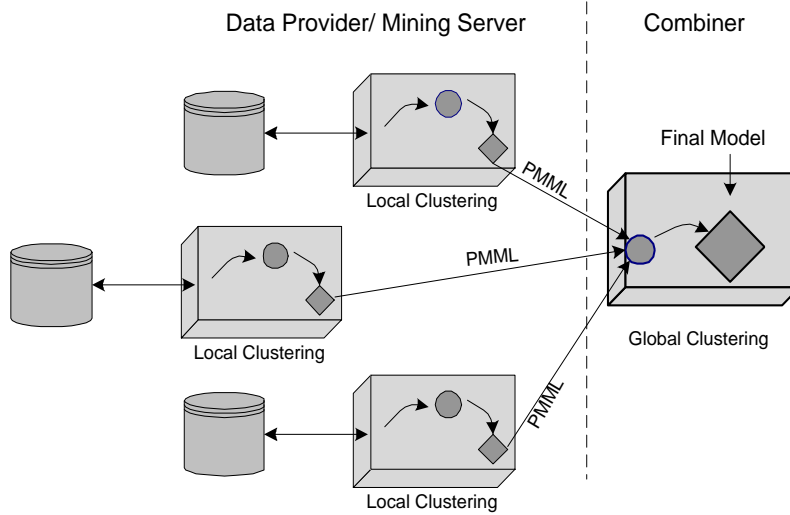 Data Provider/ Mining Server
Combiner
Local Clustering
PMML
Final Model
Local Clustering
PMML
Global Clustering
Local Clustering
PMML